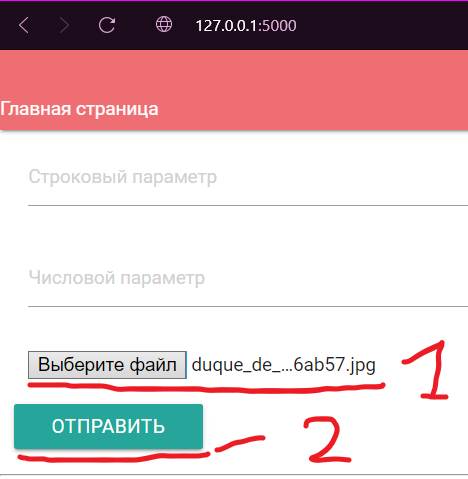 127.0.0.1:5000
Главная страница
Строковый параметр
Числовой параметр
Выберите файл duque_de_...6ab57.jpg
1
ОТПРАВИТЬ
2